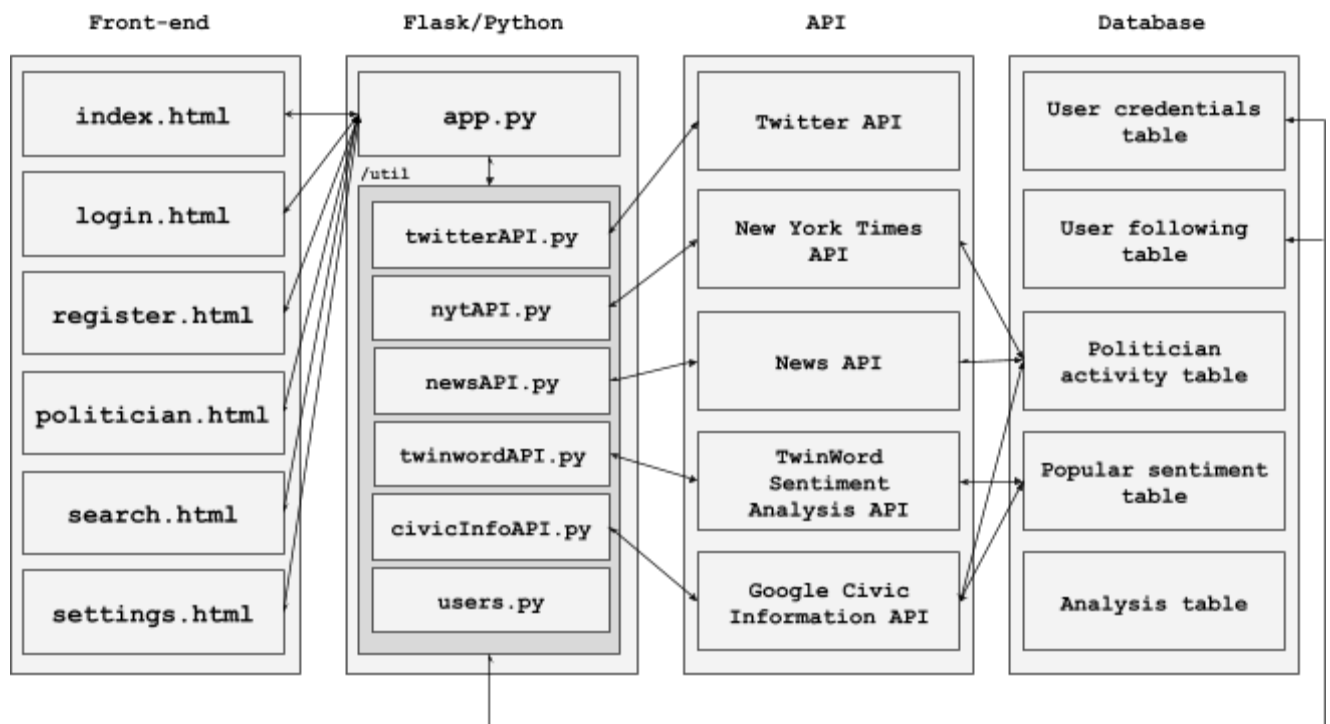 Front-end
Flask/Python
API
Database
index.html
login.html
register.html
politician.html
search.html
settings.html
app.py
/util
twitterAPI.py
nytAPI.py
newsAPI.py
twinwordAPI.py
civicInfoAPI.py
users.py
Twitter API
New York Times
API
News API
TwinWord
Sentiment
Analysis API
Google Civic
Information API
User credentials
table
User following
table
Politician
activity table
Popular sentiment
table
Analysis table